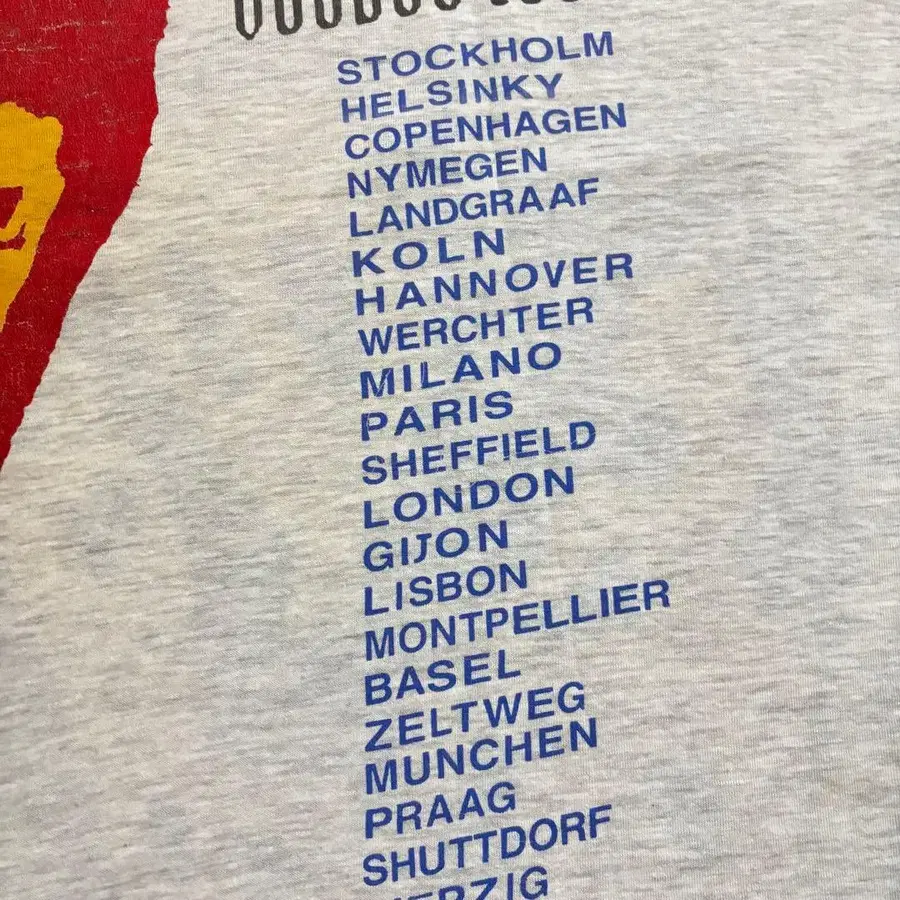 VOODOO
STOCKHOLM
HELSINKY
COPENHAGEN
NYMEGEN
LANDGRAAF
KOLN
HANNOVER
WERCHTER
MILANO
PARIS
SHEFFIELD
LONDON
GIJON
LISBON
MONTPELLIER
BASEL
ZELTWEG
MUNCHEN
PRAAG
SHUTTDORF